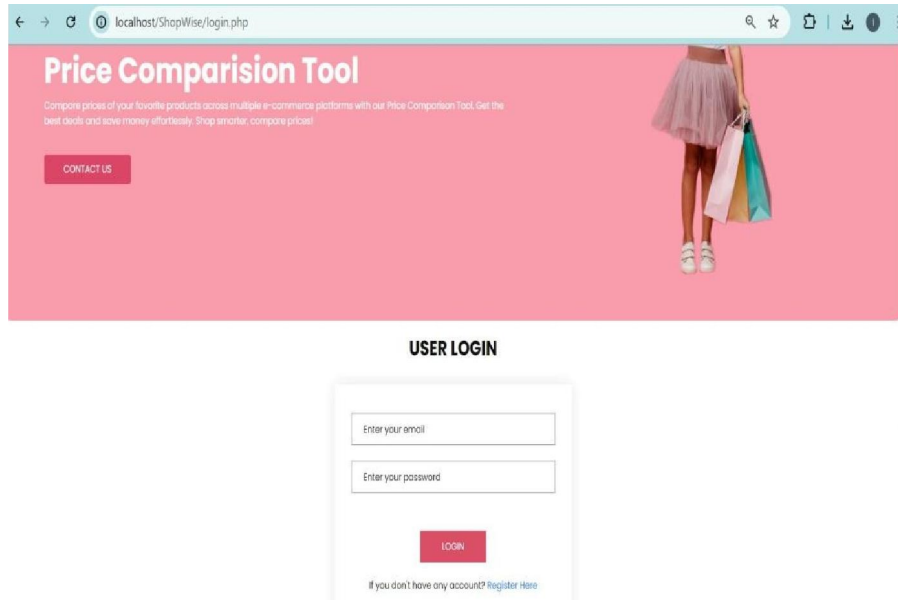 localhost/ShopWise/login.php
Price Comparision Tool
Compare prices of your favorite products across multiple e-commerce platforms with our Price Comparison Tool. Get the
best deals and save money effortlessly. Shop smarter, compare prices!
CONTACT US
USER LOGIN
Enter your email
Enter your password
LOGIN
If you don't have any account? Register Here